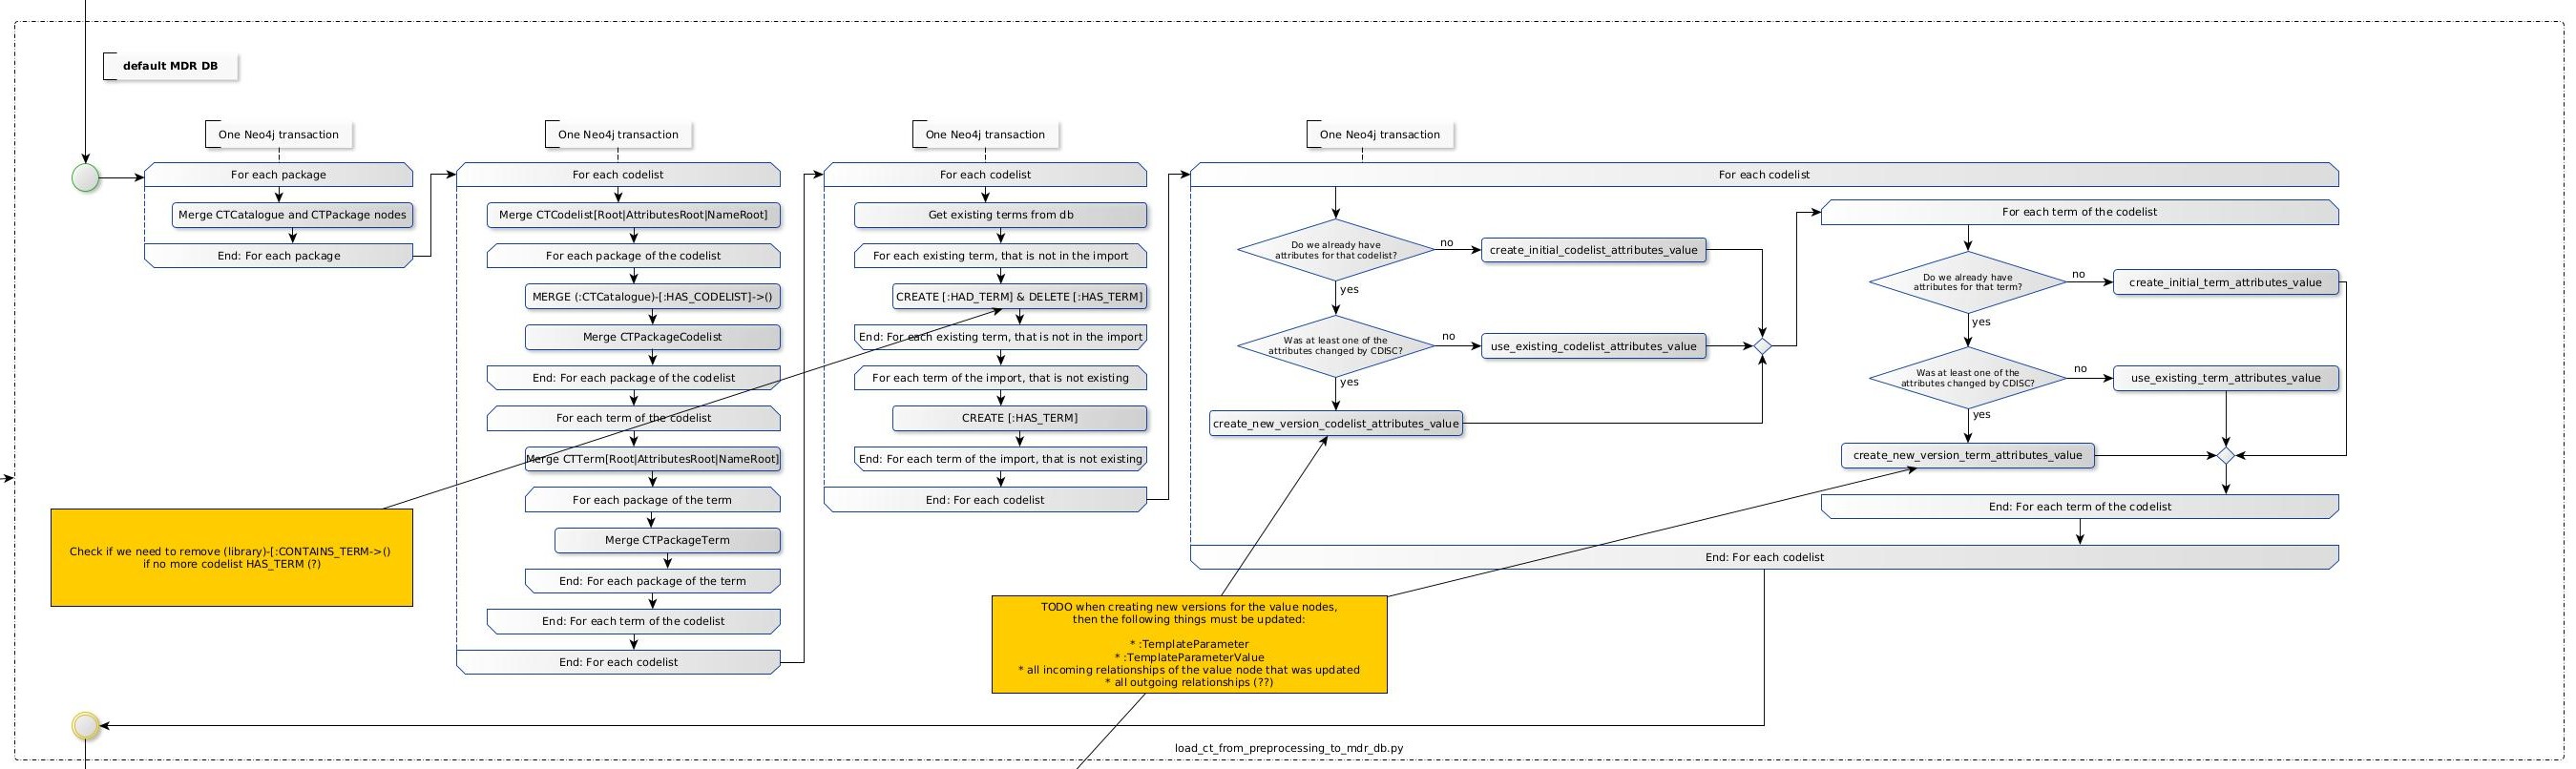 default MDR DB
One Neo4j transaction
For each package
Merge CTCatalogue and CTPackage nodes
End: For each package
One Neo4j transaction
For each codelist
Merge CTCodelist[Root|AttributesRoot|NameRoot]
For each package of the codelist
MERGE (:CTCatalogue)-[:HAS_CODELIST]->()
Merge CTPackageCodelist
End: For each package of the codelist
For each term of the codelist
Merge CTTerm[Root|AttributesRoot|NameRoot]
For each package of the term
Merge CTPackageTerm
End: For each package of the term
End: For each term of the codelist
End: For each codelist
One Neo4j transaction
For each codelist
Get existing terms from db
For each existing term, that is not in the import
CREATE [:HAD_TERM] & DELETE [:HAS_TERM]
End: For each existing term, that is not in the import
For each term of the import, that is not existing
CREATE [:HAS_TERM]
End: For each term of the import, that is not existing
End: For each codelist
One Neo4j transaction
For each codelist
Do we already have
attributes for that codelist?
no
create_initial_codelist_attributes_value
yes
Was at least one of the
attributes changed by CDISC?
no
use_existing_codelist_attributes_value
yes
create_new_version_codelist_attributes_value
For each term of the codelist
Do we already have
attributes for that term?
no
create_initial_term_attributes_value
yes
Was at least one of the
attributes changed by CDISC?
no
use_existing_term_attributes_value
yes
create_new_version_term_attributes_value
End: For each term of the codelist
End: For each codelist
Check if we need to remove (library)-[:CONTAINS_TERM->()
if no more codelist HAS_TERM (?)
TODO when creating new versions for the value nodes,
then the following things must be updated:
* :TemplateParameter
* :TemplateParameterValue
* all incoming relationships of the value node that was updated
* all outgoing relationships (??)
load_ct_from_preprocessing_to_mdr_db.py